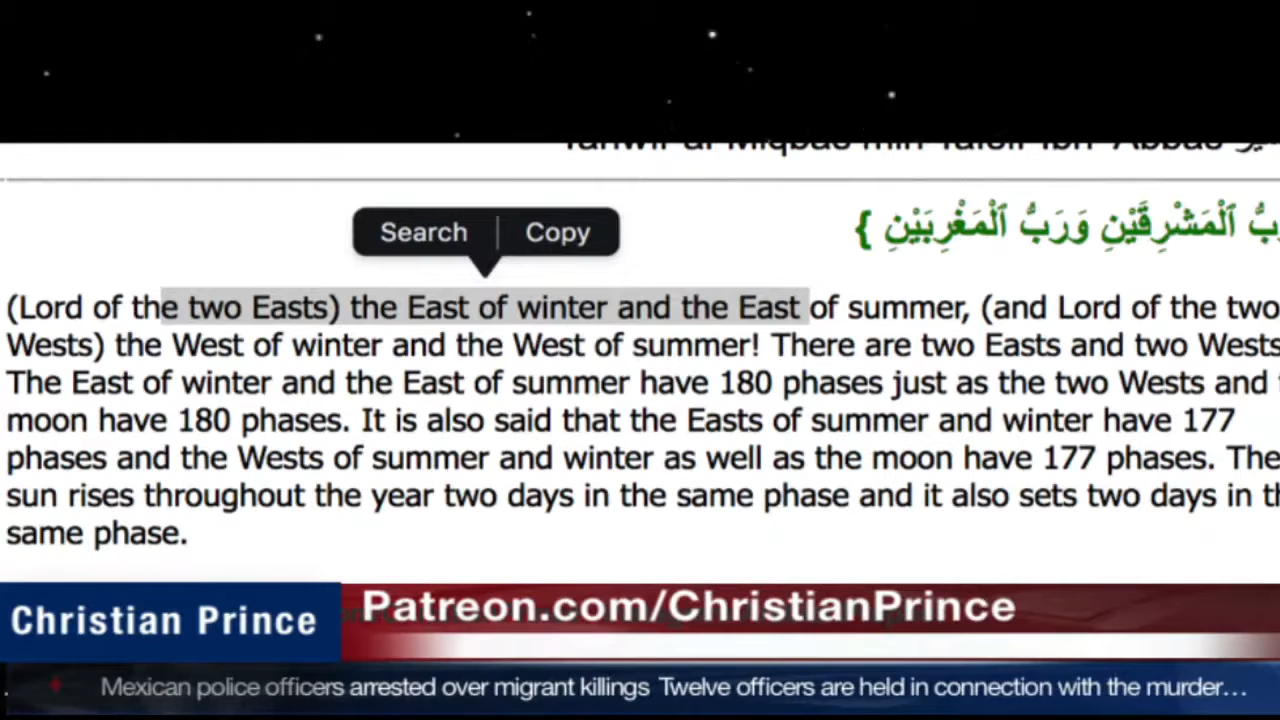 Tanwîr al-Miqbâs min Tafsîr Ibn 'Abbâs
ٱلْمَشْرِقَيْنِ وَرَبُّ ٱلْمَغْرِبَيْنِ }
Search Copy
(Lord of the two Easts) the East of winter and the East of summer, (and Lord of the two
Wests) the West of winter and the West of summer! There are two Easts and two Wests
The East of winter and the East of summer have 180 phases just as the two Wests and
moon have 180 phases. It is also said that the Easts of summer and winter have 177
phases and the Wests of summer and winter as well as the moon have 177 phases. The
sun rises throughout the year two days in the same phase and it also sets two days in
same phase.
Christian Prince
Patreon.com/ChristianPrince
Mexican police officers arrested over migrant killings Twelve officers are held in connection with the murder...